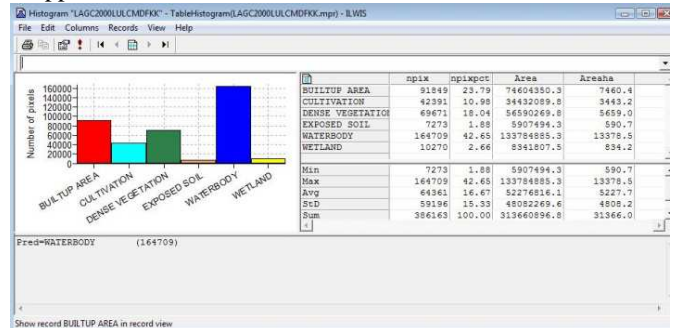 Histogram "LAGC2000LULCMDFKK" - TableHistogram(LAGC2000LULCMDFKK.mpr) - ILWIS
File Edit Columns Records View Help
Number of pixels
160000
140000
120000
100000
80000
60000
40000
20000
0
BUILTUP AREA
CULTIVATION
DENSE VEGETATION
EXPOSED SOIL
WATERBODY
WETLAND
npix npixpct Area Areaha
BUILTUP AREA 91849 23.79 74604350.3 7460.4
CULTIVATION 42391 10.98 34432089.8 3443.2
DENSE VEGETATION 69671 18.04 56590269.8 5659.0
EXPOSED SOIL 7273 1.88 5907494.3 590.7
WATERBODY 164709 42.65 133784885.3 13378.5
WETLAND 10270 2.66 8341807.5 834.2
Min 7273 1.88 5907494.3 590.7
Max 164709 42.65 133784885.3 13378.5
Avg 64361 16.67 52276816.1 5227.7
StD 59196 15.33 48082269.6 4808.2
Sum 386163 100.00 313660896.8 31366.0
Pred=WATERBODY (164709)
Show record BUILTUP AREA in record view